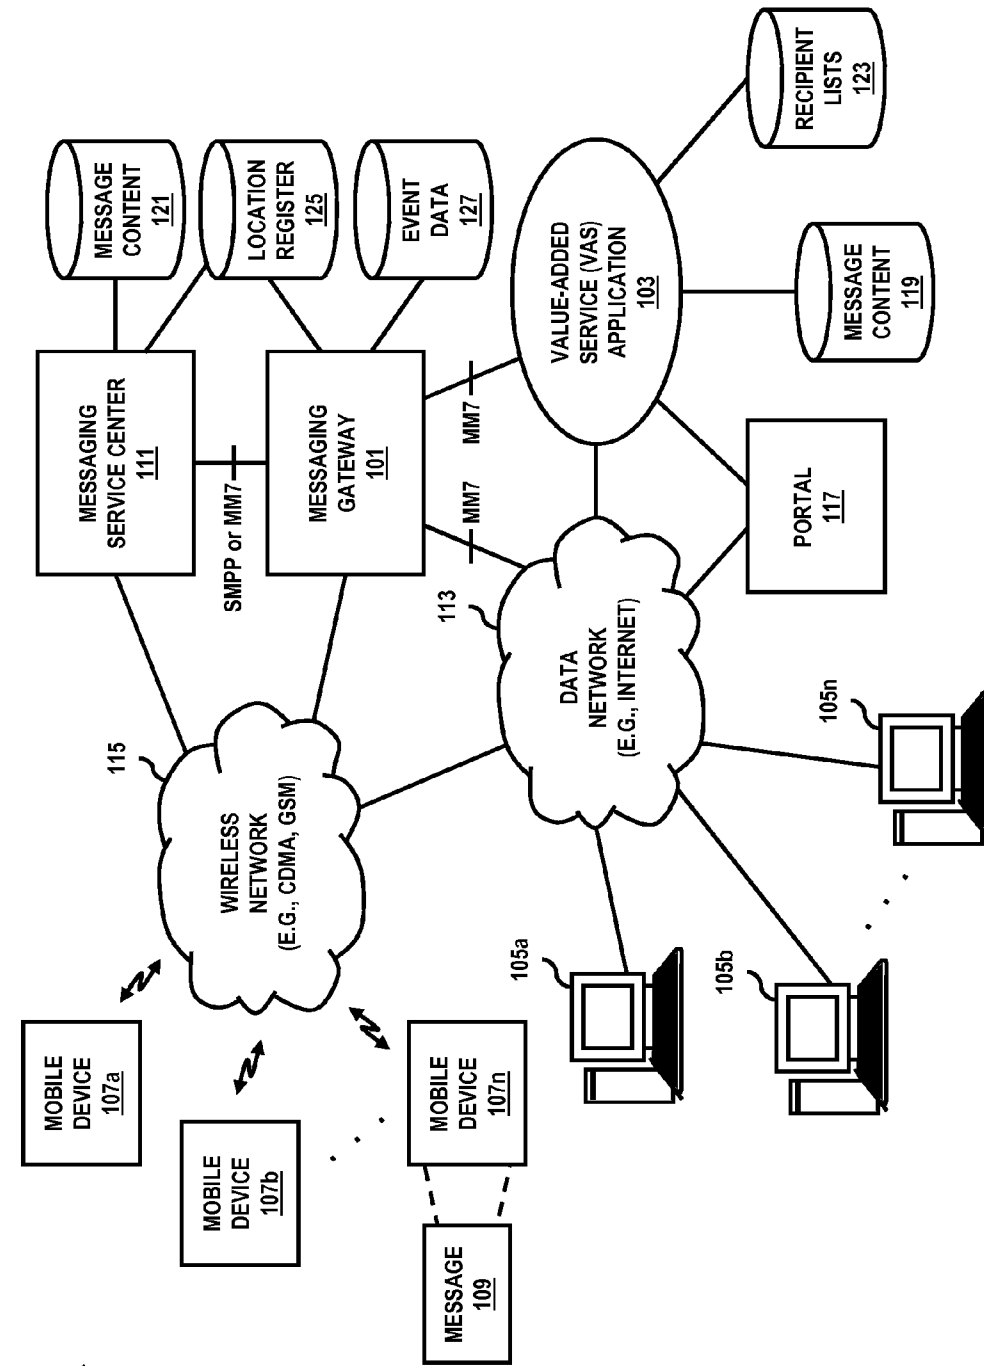 MOBILE
DEVICE
107a
MOBILE
DEVICE
107b
MOBILE
DEVICE
107n
MESSAGE
109
115
WIRELESS
NETWORK
(E.G., CDMA, GSM)
MESSAGING
SERVICE CENTER
111
SMPP or MM7
MESSAGING
GATEWAY
101
MESSAGE
CONTENT
121
LOCATION
REGISTER
125
EVENT
DATA
127
MM7
MM7
113
DATA
NETWORK
(E.G., INTERNET)
VALUE-ADDED
SERVICE (VAS)
APPLICATION
103
RECIPIENT
LISTS
123
MESSAGE
CONTENT
119
PORTAL
117
105a
105b
105n